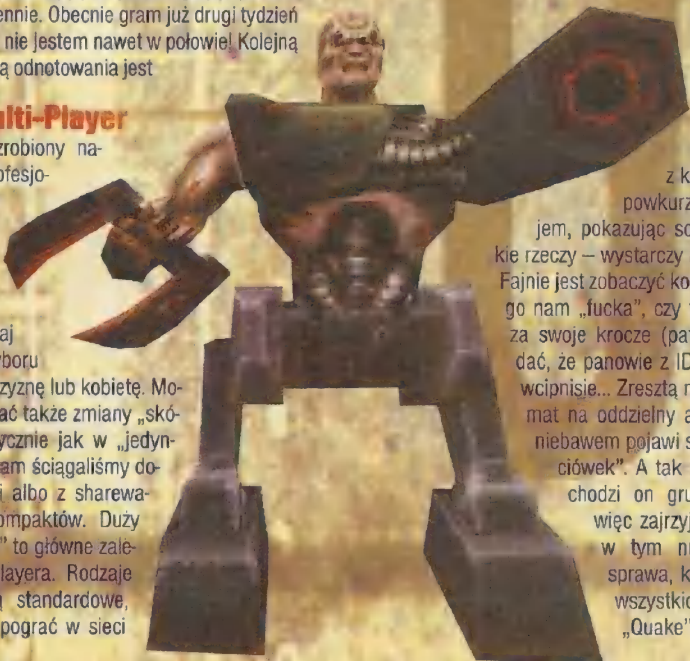 ennie. Obecnie gram już drugi tydzień
nie jestem nawet w połowie! Kolejną
ą odnotowania jest
ulti-Player
zrobiony na-
ofesjo-
aj
yboru
zyznę lub kobietę. Mo-
ać także zmiany „skó-
ycznie jak w „jedyn-
am ściągaliśmy do-
i albo z sharewa-
ompaktów. Duży
” to główne zale-
layera. Rodzaje
ą standardowe,
pograć w sieci
z k
powkurz
jem, pokazując so
kie rzeczy – wystarczy
Fajnie jest zobaczyć ko
go nam „fucka”, czy
za swoje krocze (pat
dać, że panowie z ID
wcipnisie... Zresztą n
mat na oddzielny a
niebawem pojawi s
ciówek”. A tak
chodzi on gru
więc zajrzyj
w tym n
sprawa, k
wszystkic
„Quake”